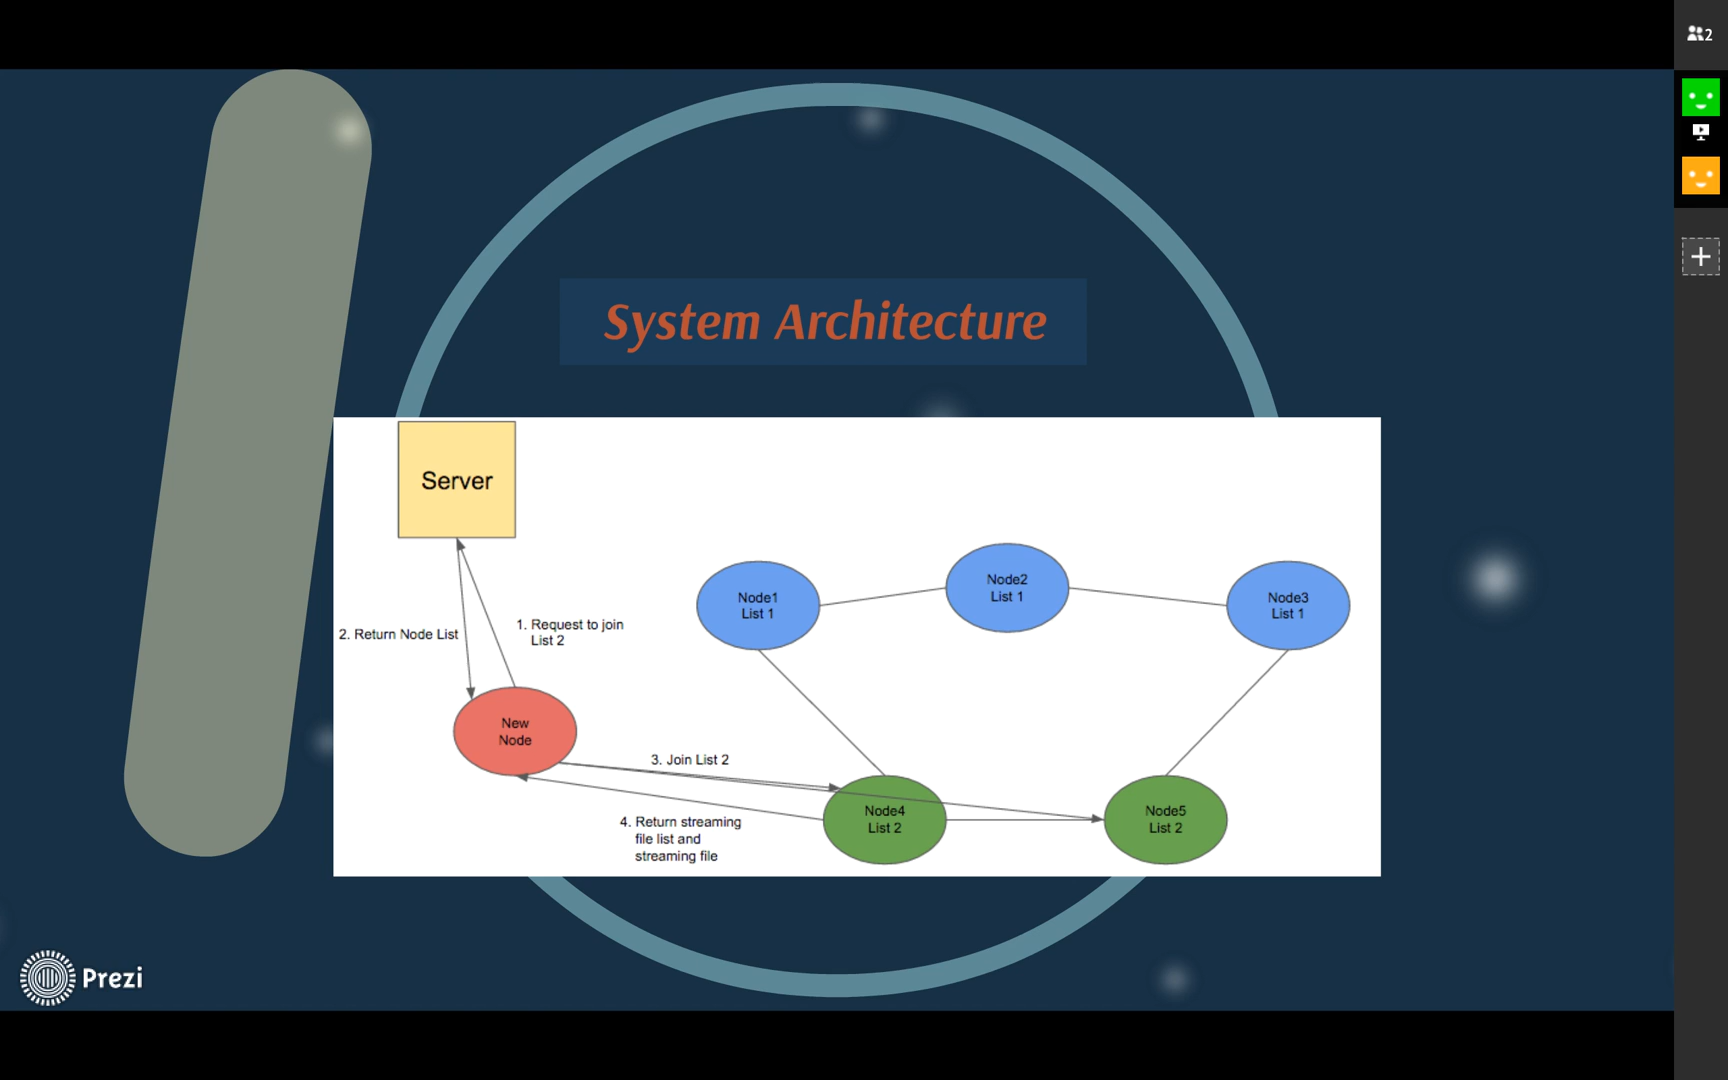 2
System Architecture
Server
Node2
List 1
Node1
List 1
Node3
List 1
2. Return Node List
1. Request to join
List 2
New
Node
3. Join List 2
Node4
List 2
Node5
List 2
4. Return streaming
file list and
streaming file
Prezi